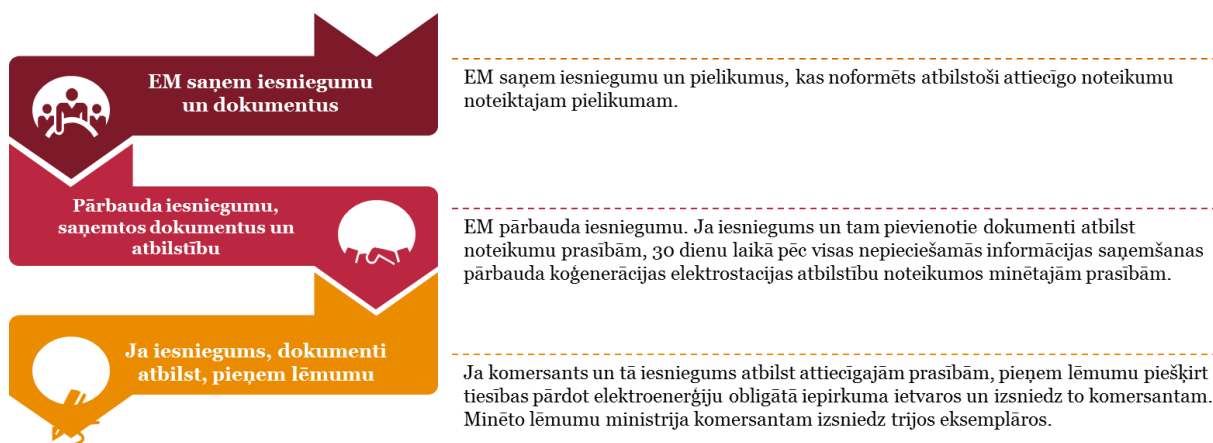 EM saņem iesniegumu
un dokumentus
EM saņem iesniegumu un pielikumus, kas noformēts atbilstoši attiecīgo noteikumu
noteiktajam pielikumam.
Pārbauda iesniegumu,
saņemtos dokumentus un
atbilstību
EM pārbauda iesniegumu. Ja iesniegums un tam pievienotie dokumenti atbilst
noteikumu prasībām, 30 dienu laikā pēc visas nepieciešamās informācijas saņemšanas
pārbauda koģenerācijas elektrostacijas atbilstību noteikumos minētajām prasībām.
Ja iesniegums, dokumenti
atbilst, pieņem lēmumu
Ja komersants un tā iesniegums atbilst attiecīgajām prasībām, pieņem lēmumu piešķirt
tiesības pārdot elektroenerģiju obligātā iepirkuma ietvaros un izsniedz to komersantam.
Minēto lēmumu ministrija komersantam izsniedz trijos eksemplāros.